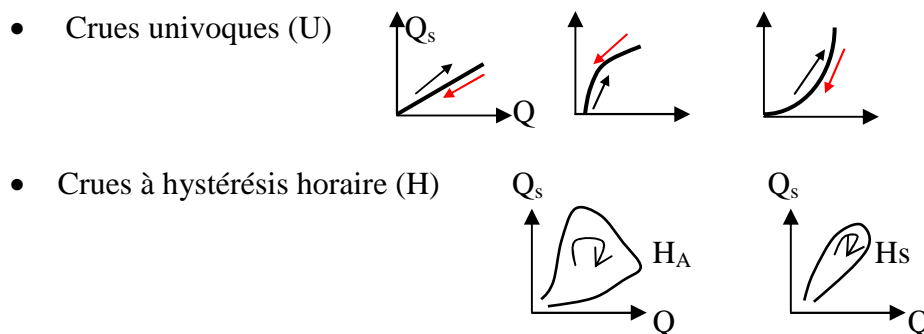 • Crues univoques (U)
Qs
Q
• Crues à hystérésis horaire (H)
Qs
HA
Q
Qs
Hs
Q